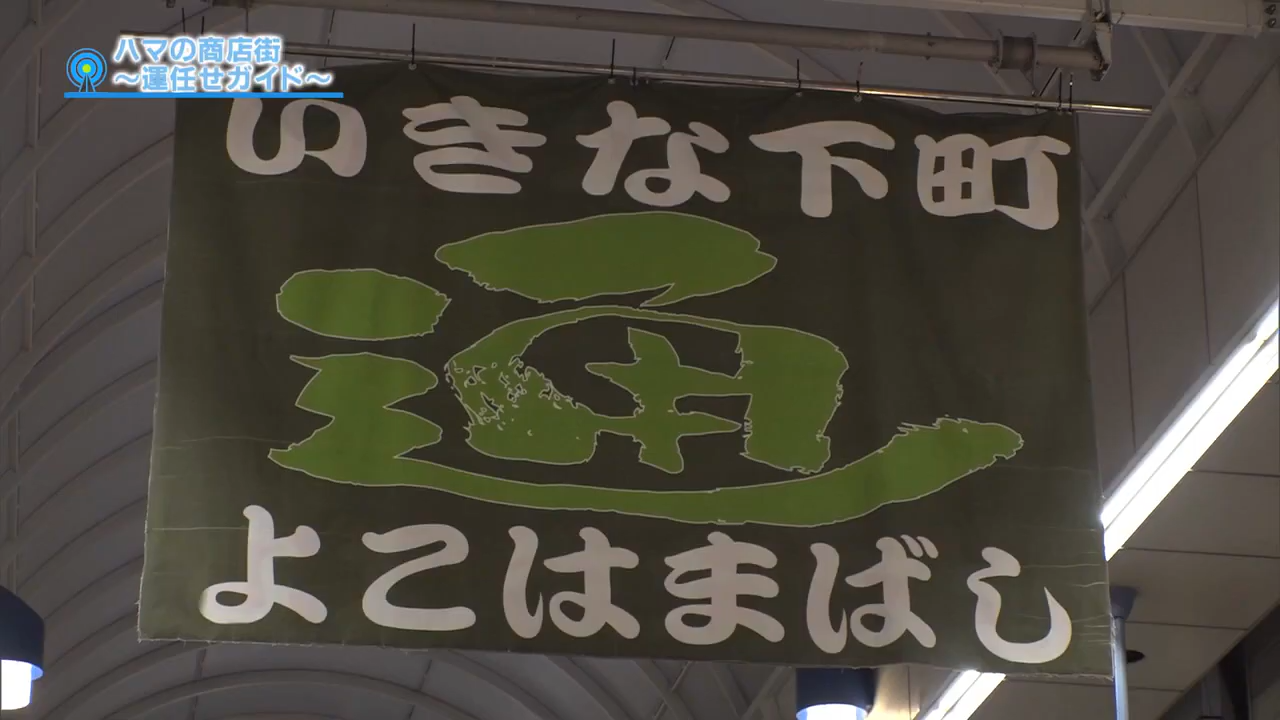 ハマの商店街
～運任せガイド～
いきな下町
通
よこはまばし